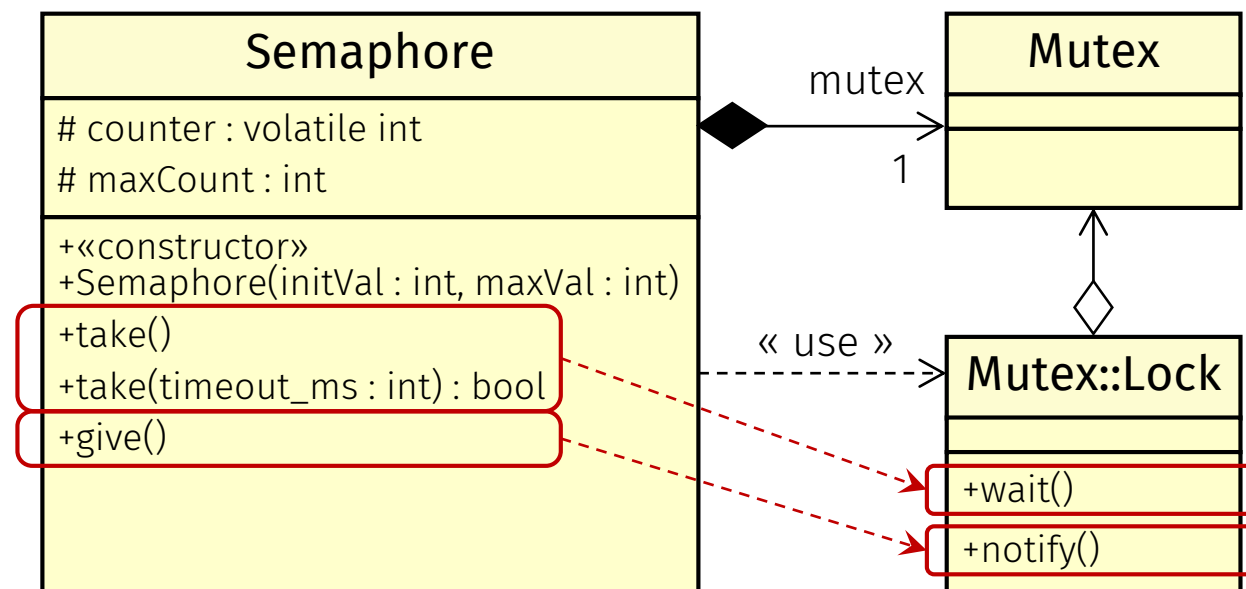 Semaphore
# counter : volatile int
# maxCount : int
+«constructor»
+Semaphore(initVal : int, maxVal : int)
+take()
+take(timeout_ms : int) : bool
+give()
mutex
1
« use »
Mutex
Mutex::Lock
+wait()
+notify()